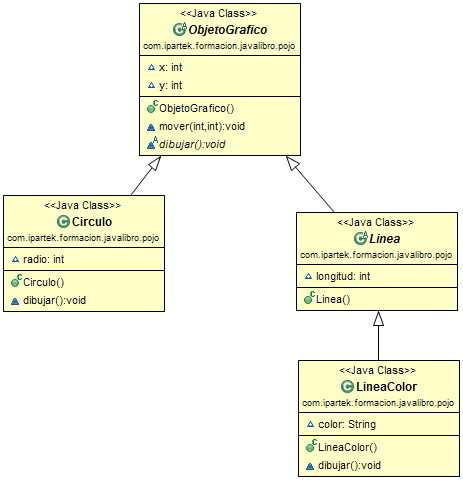 <<Java Class>>
ObjetoGrafico
com.ipartek.formacion.javalibro.pojo
x: int
y: int
ObjetoGrafico()
mover(int,int):void
dibujar():void
<<Java Class>>
Circulo
com.ipartek.formacion.javalibro.pojo
radio: int
Circulo()
dibujar():void
<<Java Class>>
Linea
com.ipartek.formacion.javalibro.pojo
longitud: int
Linea()
<<Java Class>>
LineaColor
com.ipartek.formacion.javalibro.pojo
color: String
LineaColor()
dibujar():void